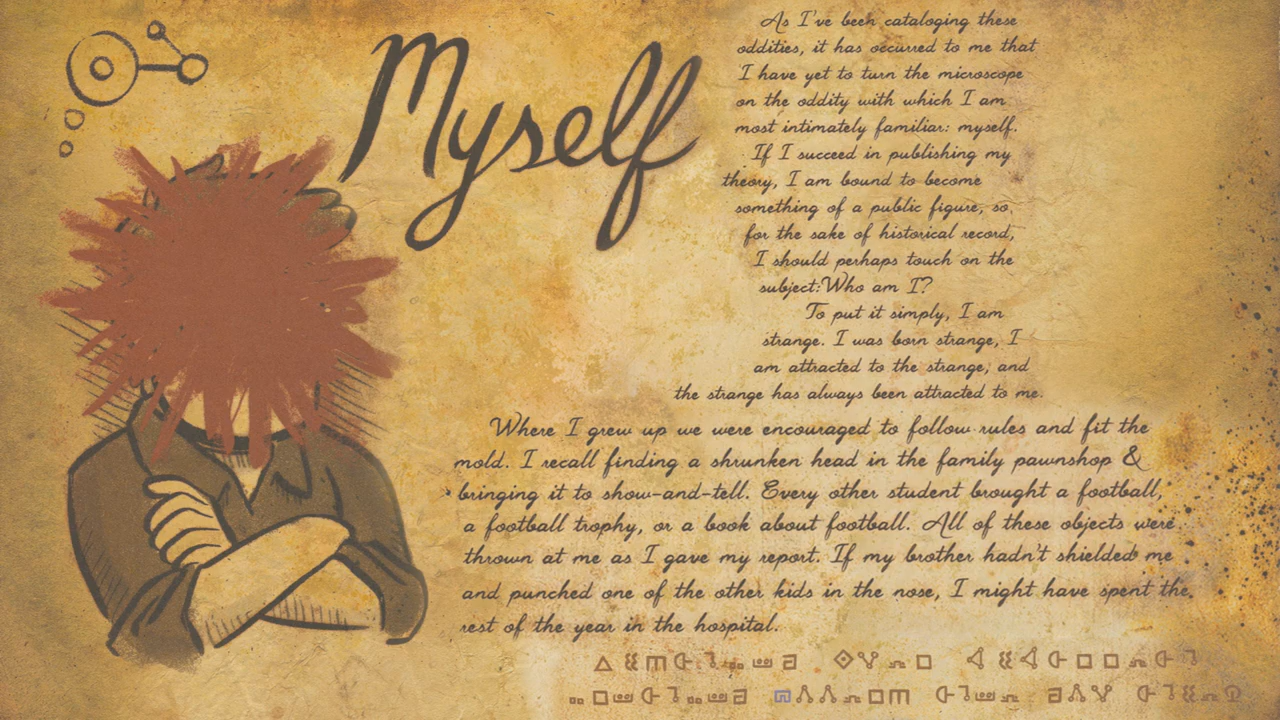 Myself
As I've been cataloging these
oddities, it has occurred to me that
I have yet to turn the microscope
on the oddity with which I am
most intimately familiar: myself.
If I succeed in publishing my
theory, I am bound to become
something of a public figure, so,
for the sake of historical record,
I should perhaps touch on the
subject:Who am I?
To put it simply, I am
strange. I was born strange, I
am attracted to the strange, and
the strange has always been attracted to me.
Where I grew up we were encouraged to follow rules and fit the
mold. I recall finding a shrunken head in the family pawnshop &
bringing it to show-and-tell. Every other student brought a football,
a football trophy, or a book about football. All of these objects were
thrown at me as I gave my report. If my brother hadn't shielded me
and punched one of the other kids in the nose, I might have spent the
rest of the year in the hospital.